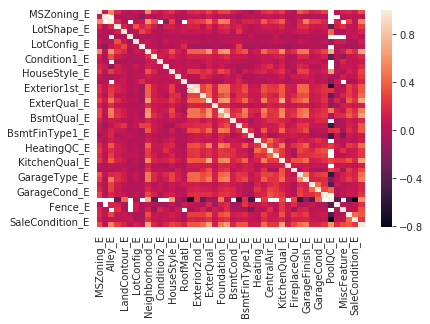 MSZoning_E
LotShape_E
LotConfig_E
Condition1_E
HouseStyle_E
Exterior1st_E
ExterQual_E
BsmtQual_E
BsmtFinType1_E
HeatingQC_E
KitchenQual_E
GarageType_E
GarageCond_E
Fence_E
SaleCondition_E
MSZoning_E
Alley_E
LandContour_E
LotConfig_E
Neighborhood_E
Condition2_E
HouseStyle_E
RoofMatl_E
Exterior2nd_E
ExterQual_E
Foundation_E
BsmtCond_E
BsmtFinType1_E
Heating_E
CentralAir_E
KitchenQual_E
FireplaceQu_E
GarageFinish_E
GarageCond_E
PoolQC_E
MiscFeature_E
SaleCondition_E
0.8
0.4
0.0
−0.4
−0.8